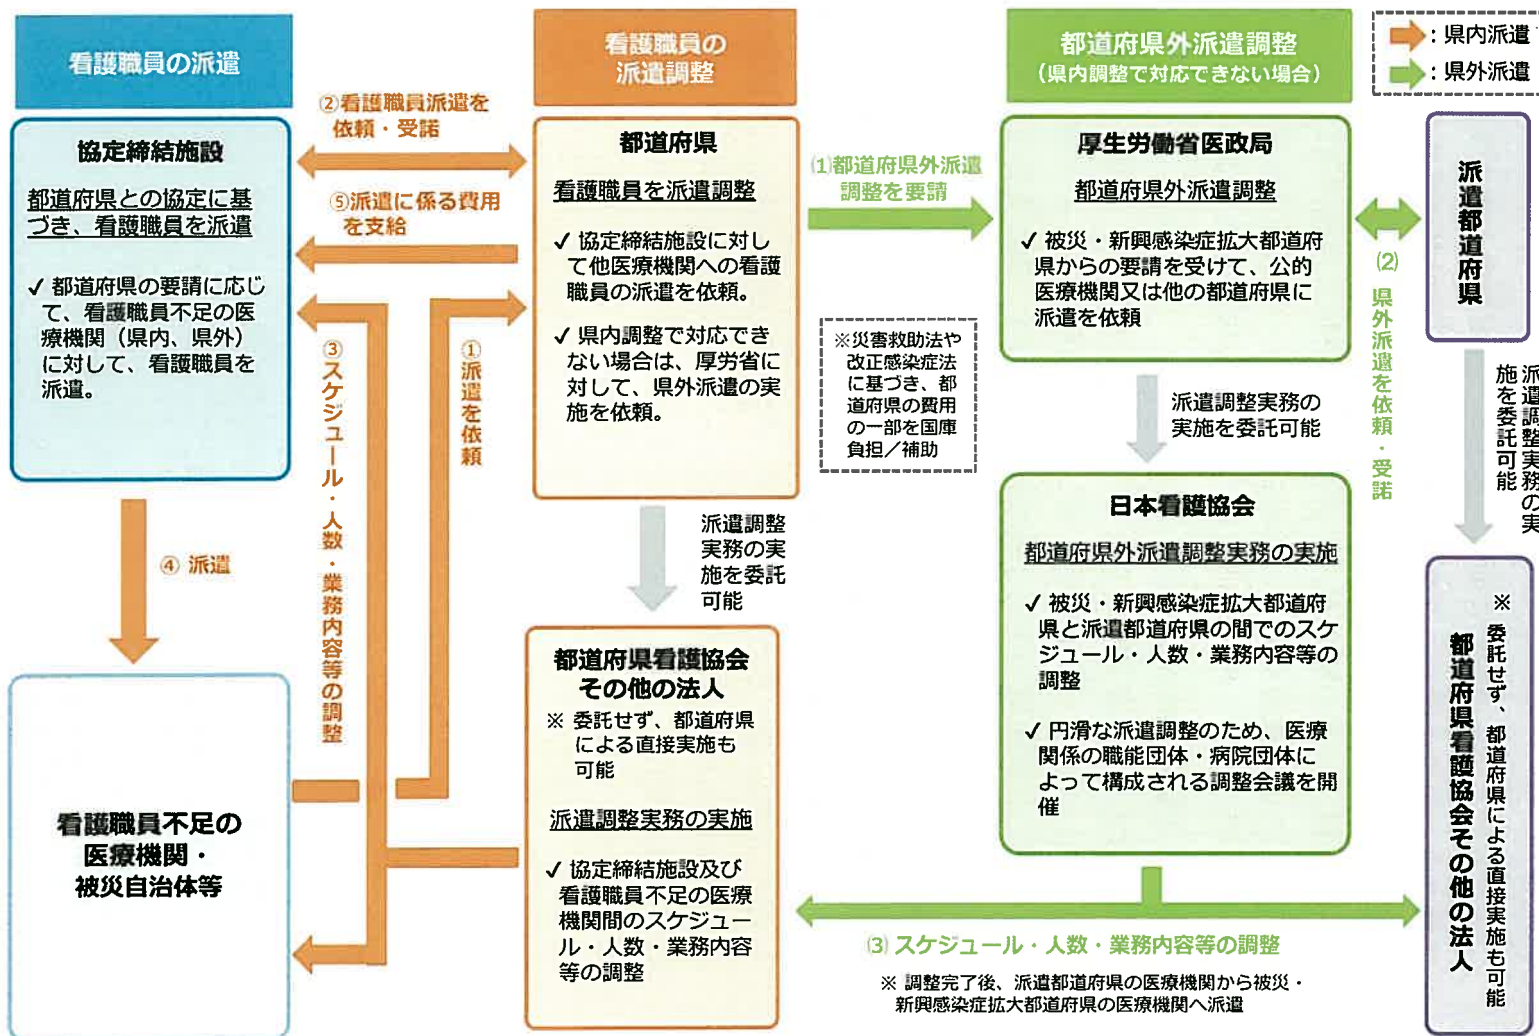 看護職員の派遣
看護職員の
派遣調整
都道府県外派遣調整
（県内調整で対応できない場合）
：県内派遣
：県外派遣
協定締結施設
都道府県との協定に基
づき、看護職員を派遣
✓ 都道府県の要請に応じ
て、看護職員不足の医
療機関（県内、県外）
に対して、看護職員を
派遣。
②看護職員派遣を
依頼・受諾
⑤派遣に係る費用
を支給
③スケジュール・人数・業務内容等の調整
①派遣を依頼
④ 派遣
看護職員不足の
医療機関・
被災自治体等
都道府県
看護職員を派遣調整
✓ 協定締結施設に対し
て他医療機関への看護
職員の派遣を依頼。
✓ 県内調整で対応でき
ない場合は、厚労省に
対して、県外派遣の実
施を依頼。
派遣調整
実務の実
施を委託
可能
都道府県看護協会
その他の法人
※ 委託せず、都道府県
による直接実施も
可能
派遣調整実務の実施
✓ 協定締結施設及び
看護職員不足の医療
機関間のスケジュー
ル・人数・業務内容
等の調整
(1)都道府県外派遣
調整を要請
※災害救助法や
改正感染症法
に基づき、都
道府県の費用
の一部を国庫
負担／補助
厚生労働省医政局
都道府県外派遣調整
✓ 被災・新興感染症拡大都道府
県からの要請を受けて、公的
医療機関又は他の都道府県に
派遣を依頼
派遣調整実務の
実施を委託可能
日本看護協会
都道府県外派遣調整実務の実施
✓ 被災・新興感染症拡大都道府
県と派遣都道府県の間でのスケ
ジュール・人数・業務内容等の
調整
✓ 円滑な派遣調整のため、医療
関係の職能団体・病院団体に
よって構成される調整会議を開
催
(2)県外派遣を依頼・受諾
派遣都道府県
派遣調整実務の実
施を委託可能
※ 委託せず、都道府県による直接実施も可能
都道府県看護協会その他の法人
(3) スケジュール・人数・業務内容等の調整
※ 調整完了後、派遣都道府県の医療機関から被災・
新興感染症拡大都道府県の医療機関へ派遣